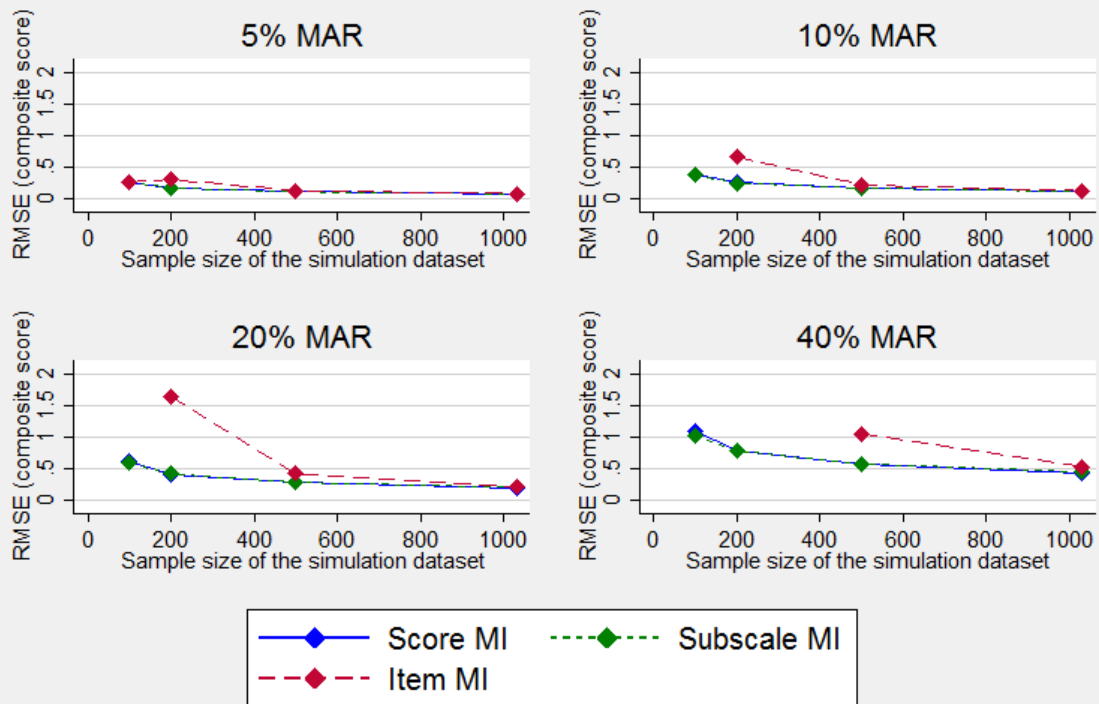 5% MAR
RMSE (composite score)
2
1.5
1
.5
0
0 200 400 600 800 1000
Sample size of the simulation dataset
10% MAR
RMSE (composite score)
2
1.5
1
.5
0
0 200 400 600 800 1000
Sample size of the simulation dataset
20% MAR
RMSE (composite score)
2
1.5
1
.5
0
0 200 400 600 800 1000
Sample size of the simulation dataset
40% MAR
RMSE (composite score)
2
1.5
1
.5
0
0 200 400 600 800 1000
Sample size of the simulation dataset
Score MI Subscale MI
Item MI